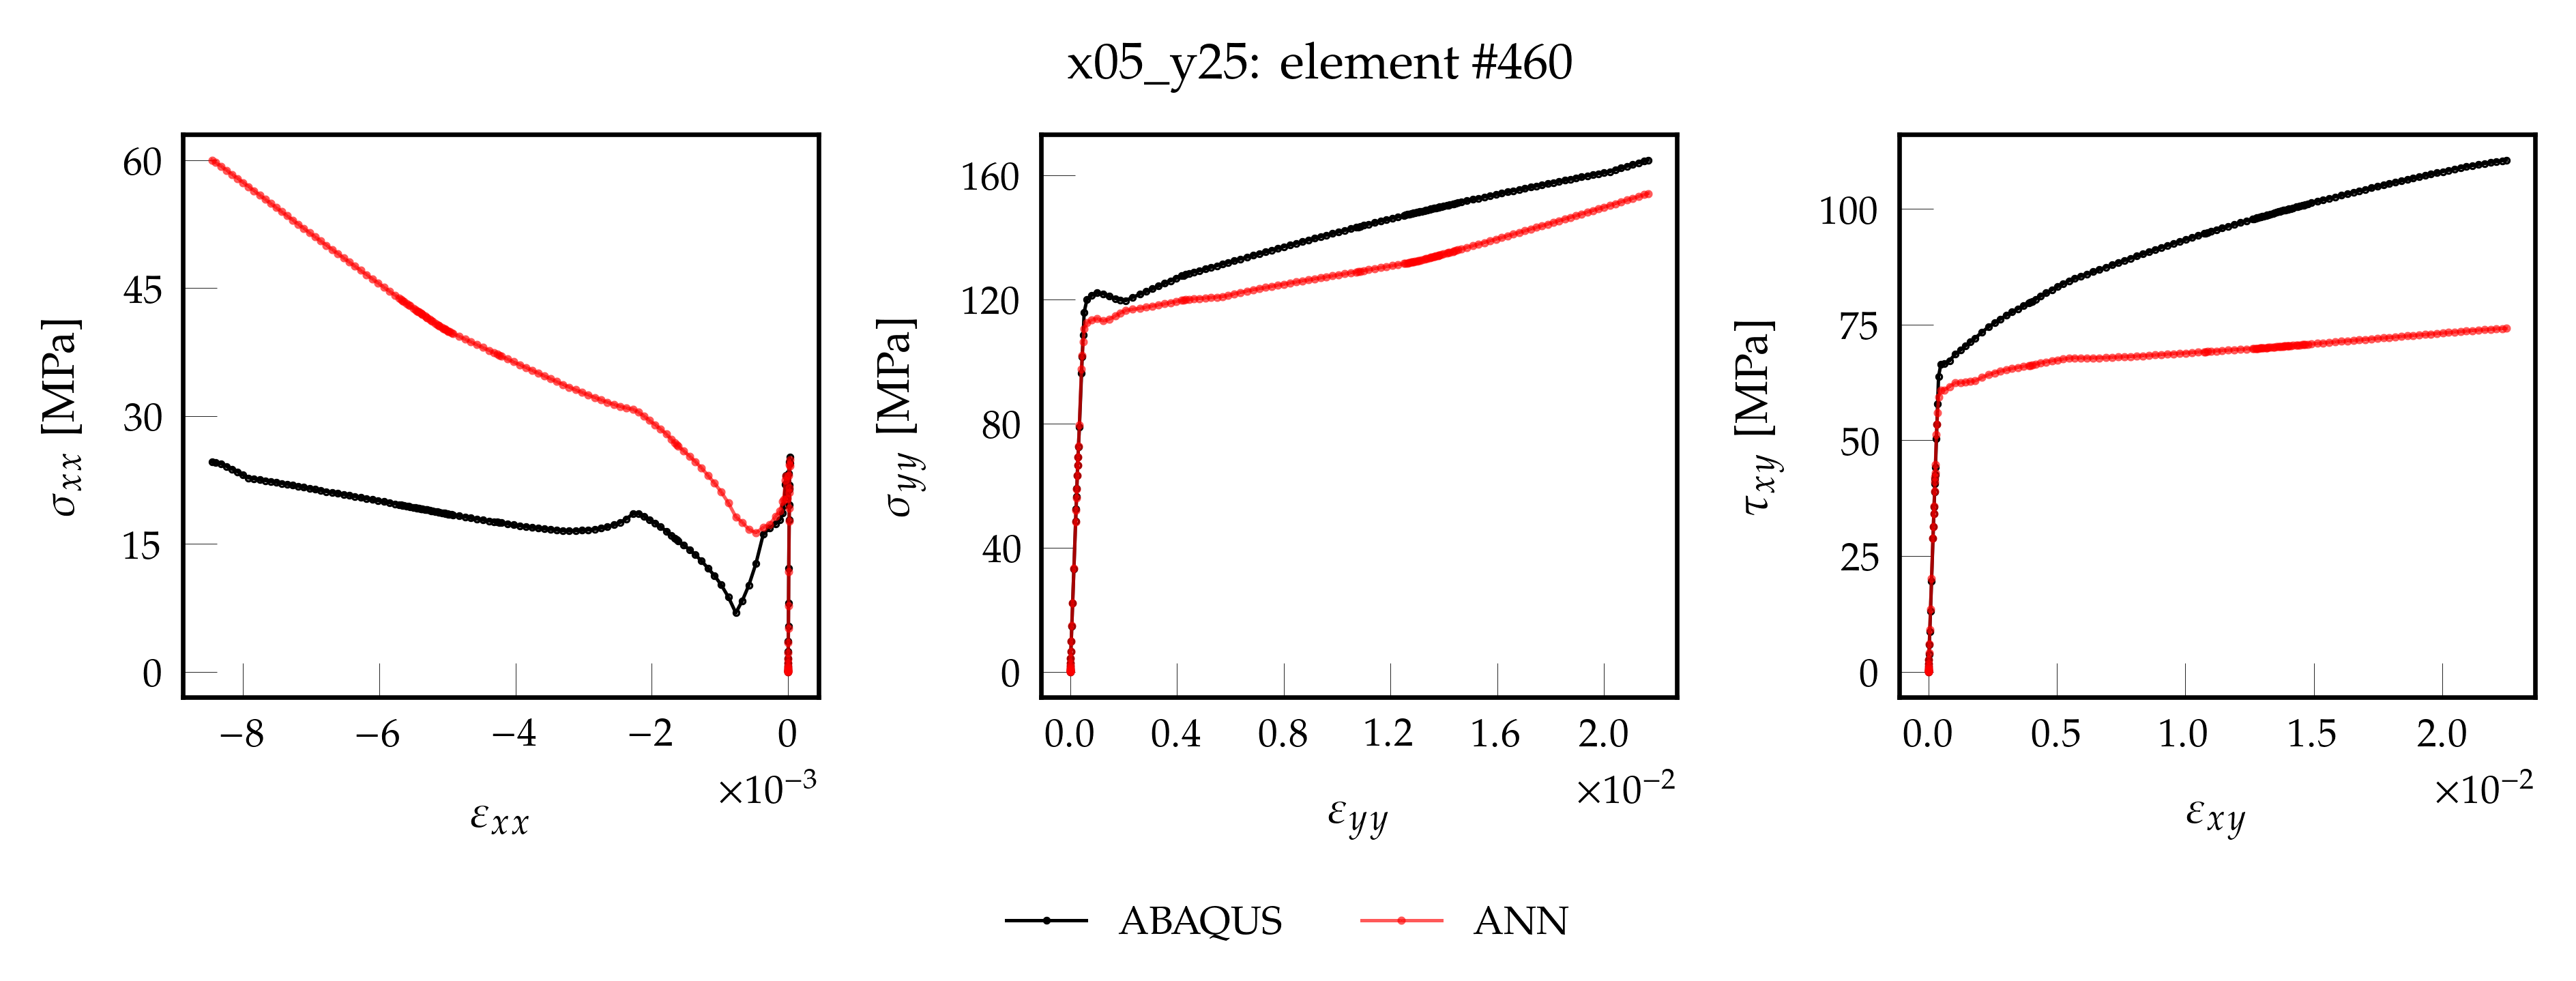 x05_y25: element #460
σxx [MPa]
60
45
30
15
0
−8 −6 −4 −2 0
×10−3
εxx
σyy [MPa]
160
120
80
40
0
0.0 0.4 0.8 1.2 1.6 2.0
×10−2
εyy
τxy [MPa]
100
75
50
25
0
0.0 0.5 1.0 1.5 2.0
×10−2
εxy
ABAQUS ANN